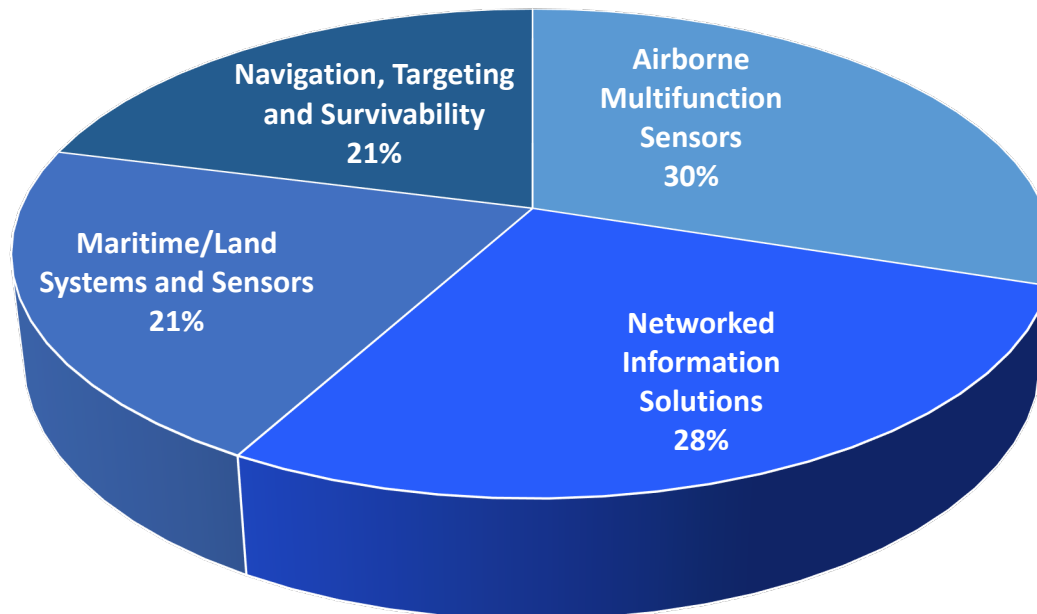 Navigation, Targeting
and Survivability
21%
Airborne
Multifunction
Sensors
30%
Maritime/Land
Systems and Sensors
21%
Networked
Information
Solutions
28%